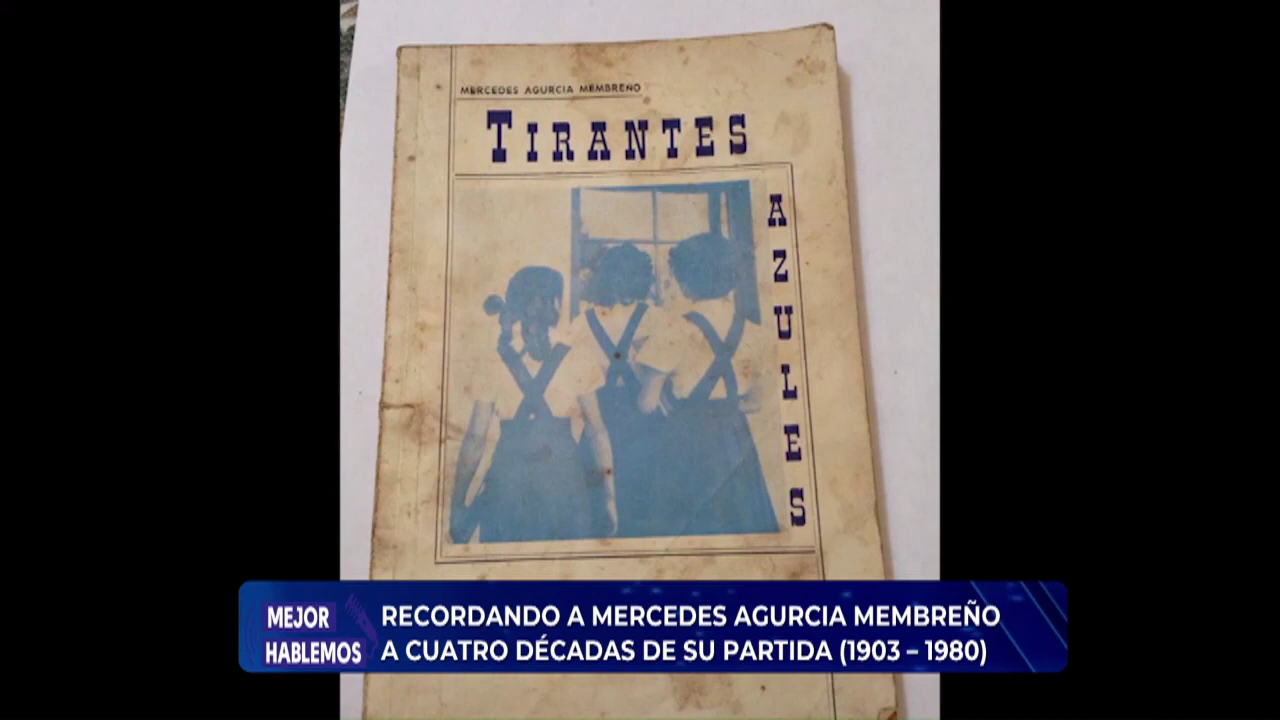 MERCEDES AGURCIA MEMBREÑO
TIRANTES
AZULES
MEJOR
HABLEMOS
RECORDANDO A MERCEDES AGURCIA MEMBREÑO
A CUATRO DÉCADAS DE SU PARTIDA (1903 – 1980)